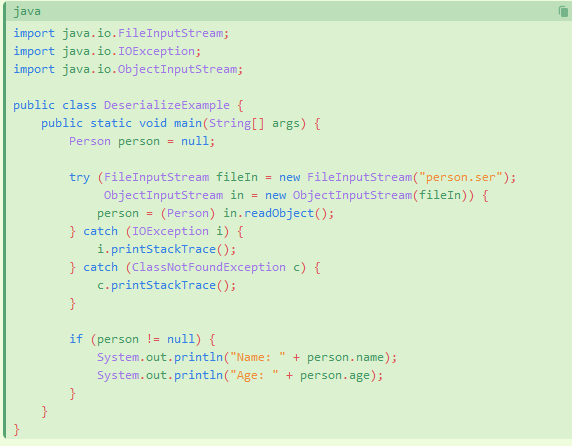 java
import java.io.FileInputStream;
import java.io.IOException;
import java.io.ObjectInputStream;

public class DeserializeExample {
    public static void main(String[] args) {
        Person person = null;

        try (FileInputStream fileIn = new FileInputStream("person.ser");
             ObjectInputStream in = new ObjectInputStream(fileIn)) {
            person = (Person) in.readObject();
        } catch (IOException i) {
            i.printStackTrace();
        } catch (ClassNotFoundException c) {
            c.printStackTrace();
        }

        if (person != null) {
            System.out.println("Name: " + person.name);
            System.out.println("Age: " + person.age);
        }
    }
}